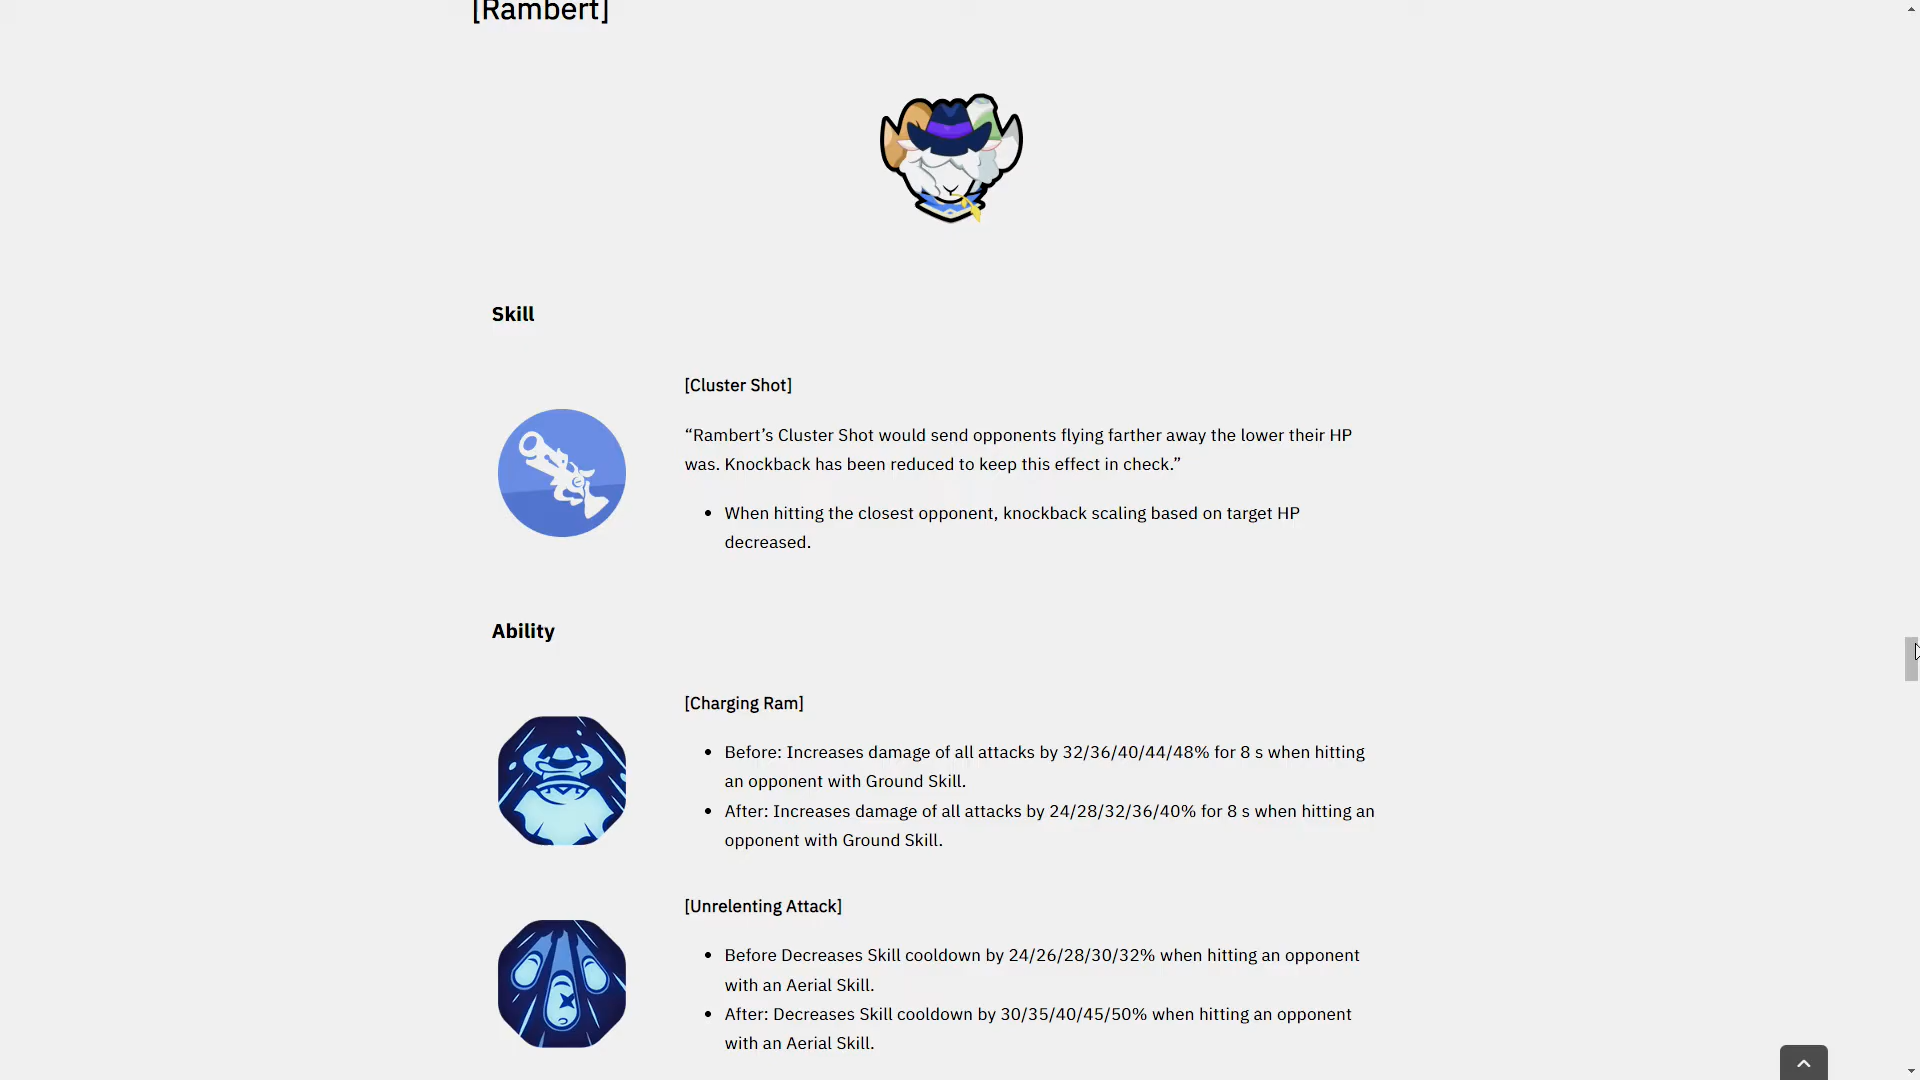 [Rambert]
Skill
[Cluster Shot]
“Rambert’s Cluster Shot would send opponents flying farther away the lower their HP
was. Knockback has been reduced to keep this effect in check.”
• When hitting the closest opponent, knockback scaling based on target HP
decreased.
Ability
[Charging Ram]
• Before: Increases damage of all attacks by 32/36/40/44/48% for 8 s when hitting
an opponent with Ground Skill.
• After: Increases damage of all attacks by 24/28/32/36/40% for 8 s when hitting an
opponent with Ground Skill.
[Unrelenting Attack]
• Before Decreases Skill cooldown by 24/26/28/30/32% when hitting an opponent
with an Aerial Skill.
• After: Decreases Skill cooldown by 30/35/40/45/50% when hitting an opponent
with an Aerial Skill.